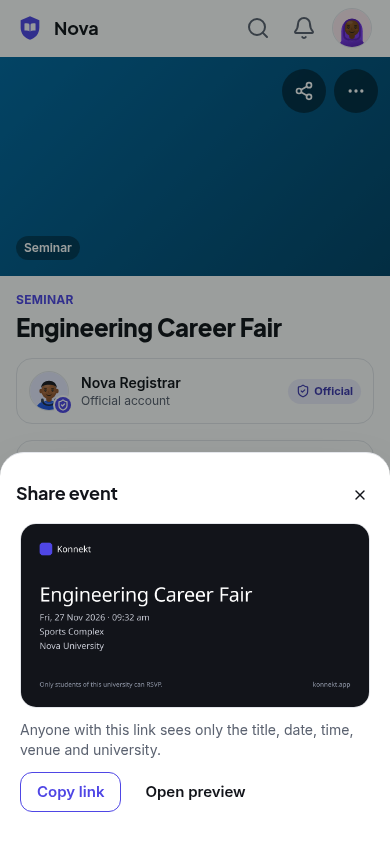 Nova
Seminar
SEMINAR
Engineering Career Fair
Nova Registrar
Official account
Official
Share event
Konnekt
Engineering Career Fair
Fri, 27 Nov 2026 · 09:32 am
Sports Complex
Nova University
Only students of this university can RSVP.
konnekt.app
Anyone with this link sees only the title, date, time,
venue and university.
Copy link
Open preview